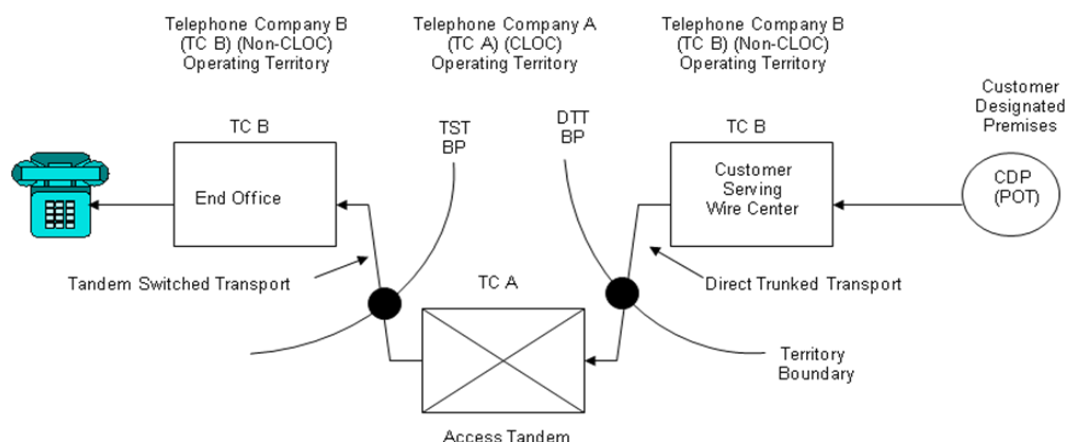 Telephone Company B
(TC B) (Non-CLOC)
Operating Territory
Telephone Company A
(TC A) (CLOC)
Operating Territory
Telephone Company B
(TC B) (Non-CLOC)
Operating Territory
Customer
Designated
Premises
TC B
TST
BP
DTT
BP
TC B
End Office
Customer
Serving
Wire Center
CDP
(POT)
Tandem Switched Transport
TC A
Direct Trunked Transport
Territory
Boundary
Access Tandem